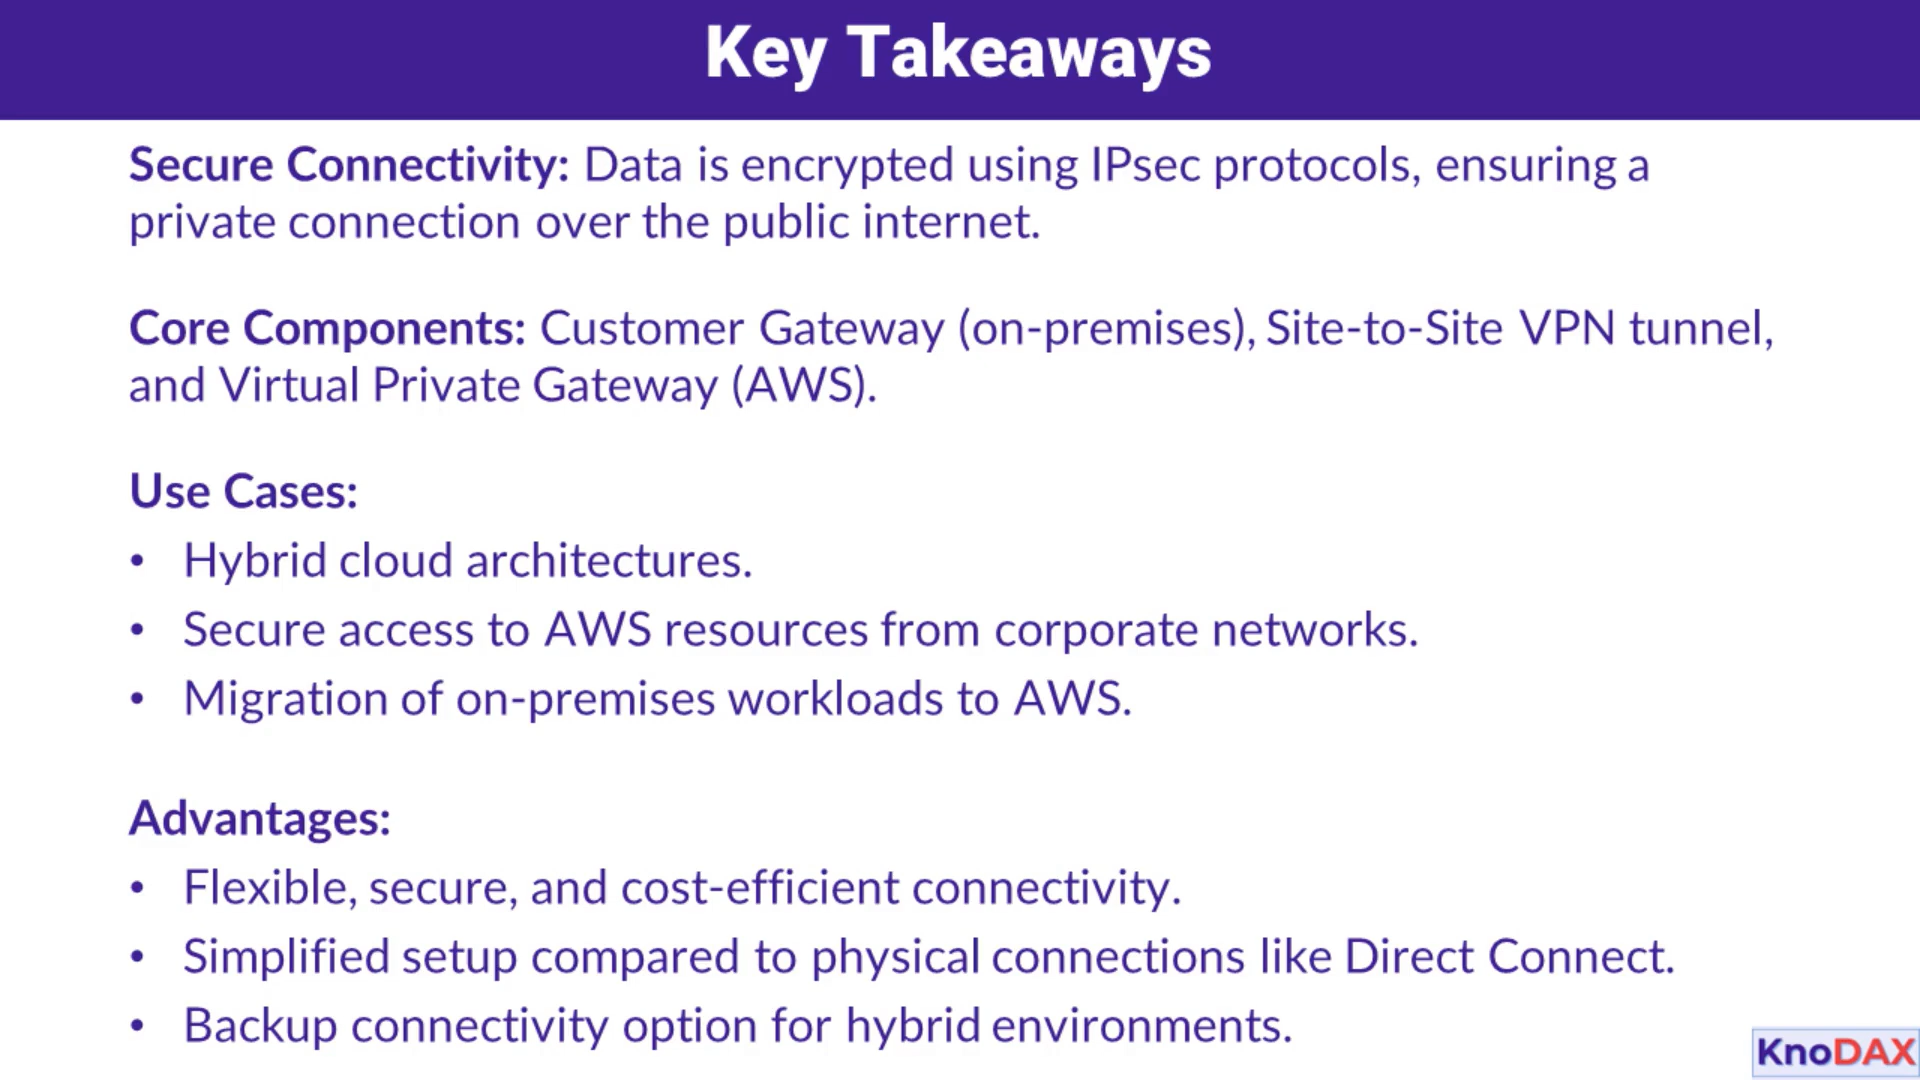 Key Takeaways
Secure Connectivity: Data is encrypted using IPsec protocols, ensuring a
private connection over the public internet.
Core Components: Customer Gateway (on-premises), Site-to-Site VPN tunnel,
and Virtual Private Gateway (AWS).
Use Cases:
• Hybrid cloud architectures.
• Secure access to AWS resources from corporate networks.
• Migration of on-premises workloads to AWS.
Advantages:
• Flexible, secure, and cost-efficient connectivity.
• Simplified setup compared to physical connections like Direct Connect.
• Backup connectivity option for hybrid environments.
KnoDAX